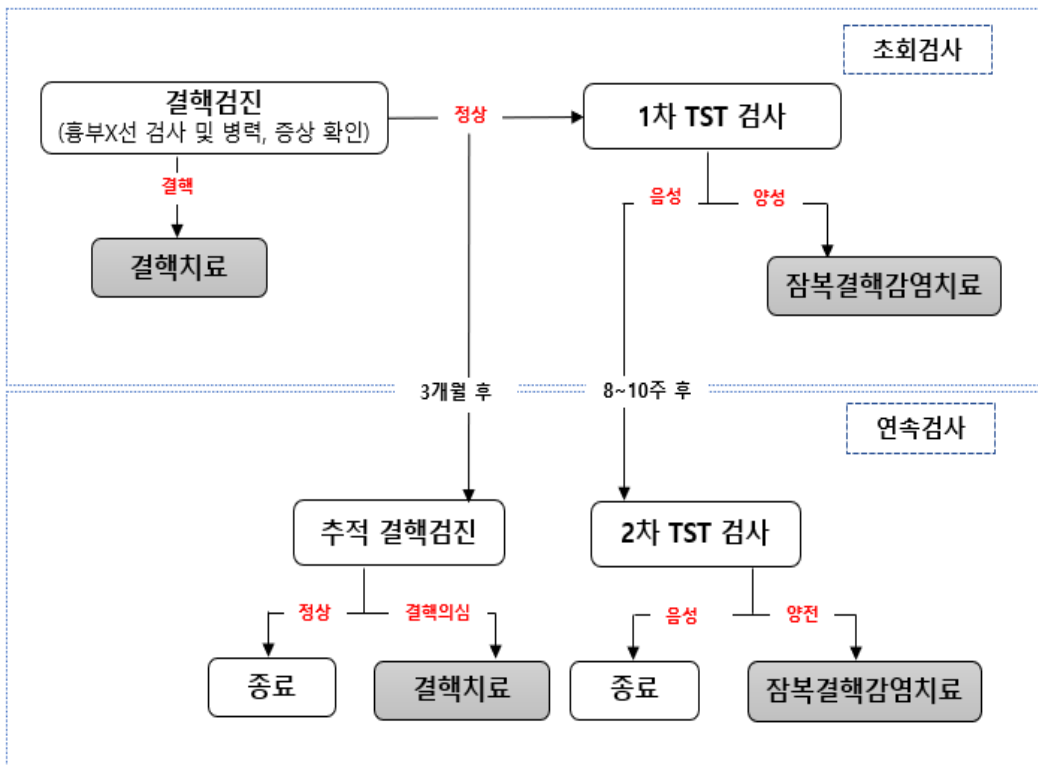 초회검사
결핵검진
(흉부X선 검사 및 병력, 증상 확인)
정상
1차 TST 검사
결핵
음성
양성
결핵치료
잠복결핵감염치료
3개월 후
8~10주 후
연속검사
추적 결핵검진
2차 TST 검사
정상
결핵의심
음성
양전
종료
결핵치료
종료
잠복결핵감염치료